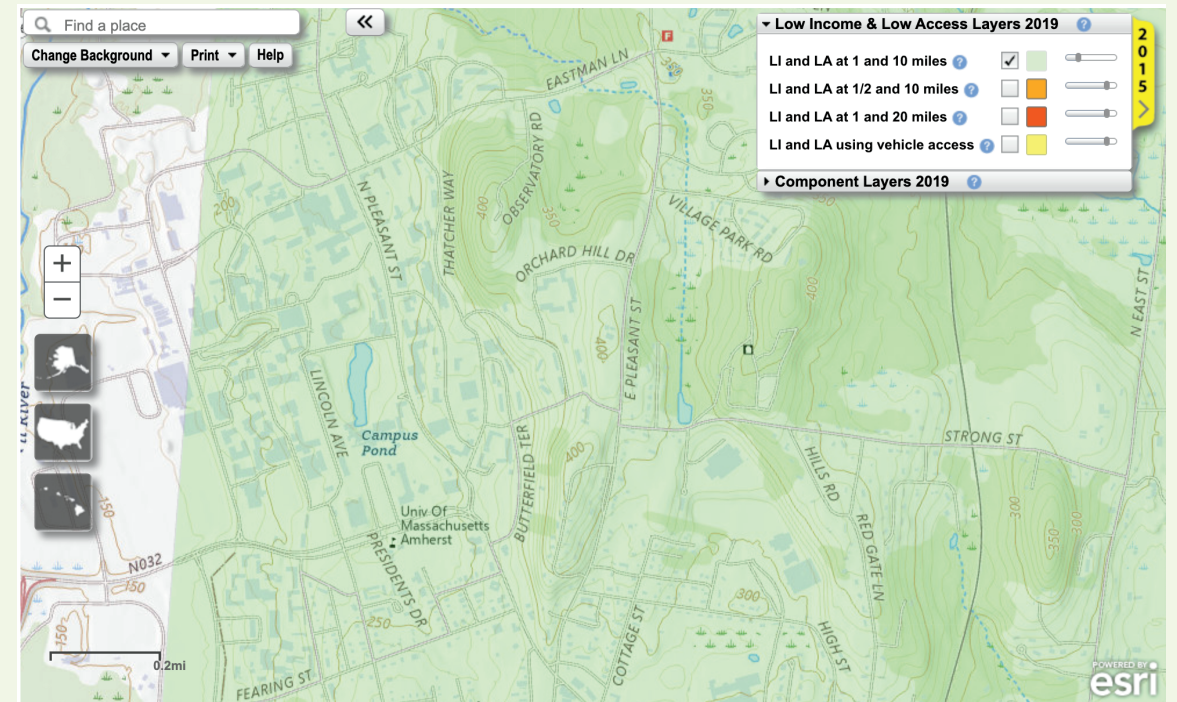 Find a place
«
Change Background
Print
Help
Low Income & Low Access Layers 2019 ?
LI and LA at 1 and 10 miles ?
LI and LA at 1/2 and 10 miles ?
LI and LA at 1 and 20 miles ?
LI and LA using vehicle access ?
Component Layers 2019 ?
2015
F
EASTMAN LN
350
OBSERVATORY RD
350
400
THATCHER WAY
N PLEASANT ST
200
VILLAGE PARK RD
ORCHARD HILL DR
400
N EAST ST
+
−
E PLEASANT ST
400
LINCOLN AVE
Campus
Pond
STRONG ST
BUTTERFIELD TER
400
HILLS RD
150
300
300
350
Univ Of
Massachusetts
Amherst
RED GATE LN
PRESIDENTS DR
N032
150
300
250
150
COTTAGE ST
HIGH ST
0.2mi
FEARING ST
POWERED BY
esri